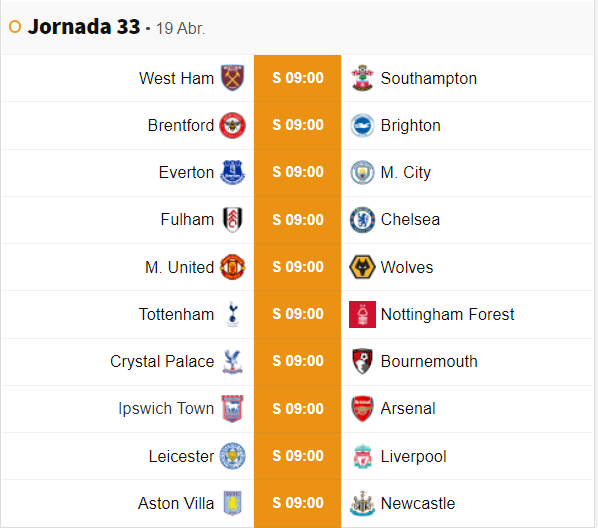 Jornada 33 • 19 Abr.
West Ham S 09:00 Southampton
Brentford S 09:00 Brighton
Everton S 09:00 M. City
Fulham S 09:00 Chelsea
M. United S 09:00 Wolves
Tottenham S 09:00 Nottingham Forest
Crystal Palace S 09:00 Bournemouth
Ipswich Town S 09:00 Arsenal
Leicester S 09:00 Liverpool
Aston Villa S 09:00 Newcastle